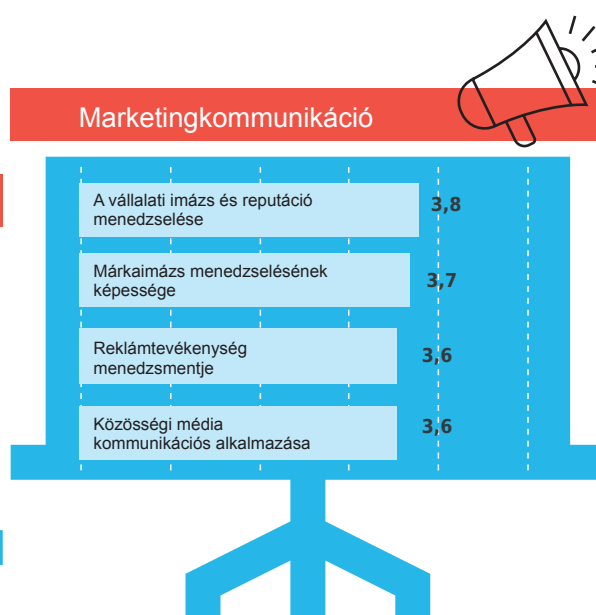 Marketingkommunikáció
A vállalati imázs és reputáció
menedzselése
3,8
Márkaimázs menedzselésének
képessége
3,7
Reklámtevékenység
menedzsmentje
3,6
Közösségi média
kommunikációs alkalmazása
3,6